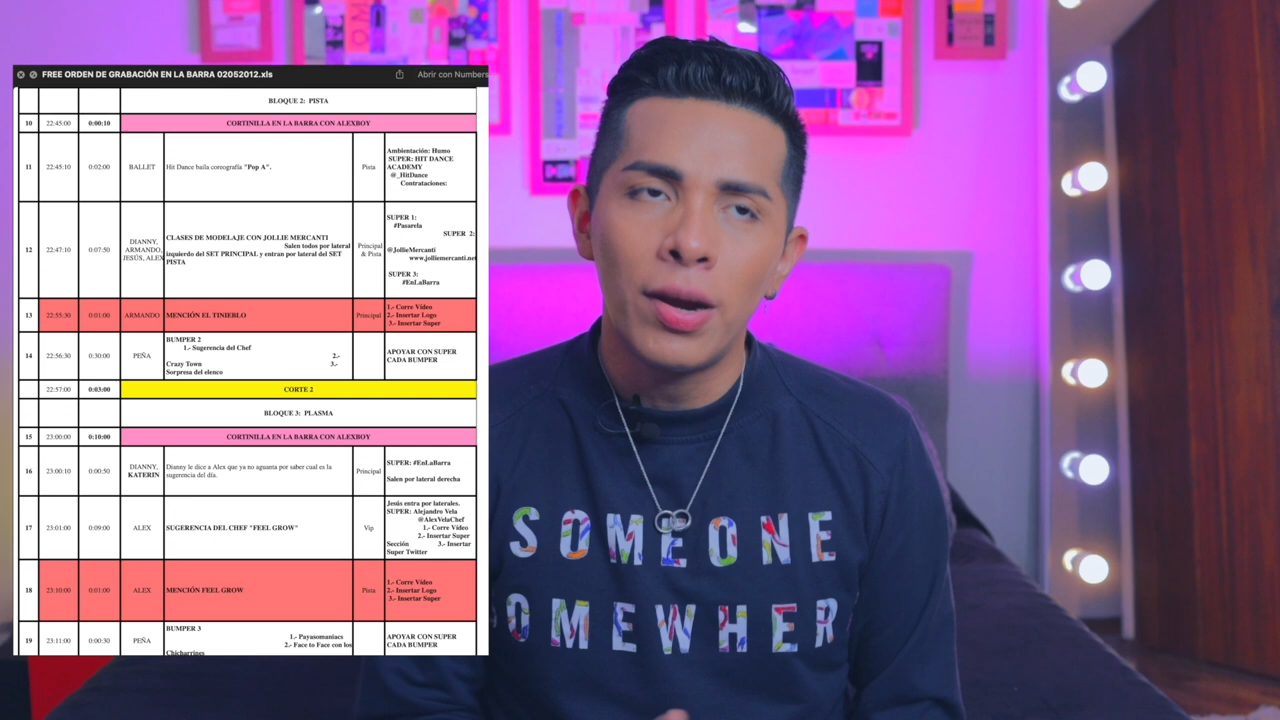 FREE ORDEN DE GRABACIÓN EN LA BARRA 02052012.xls
Abrir con Numbers
BLOQUE 2: PISTA
10 22:45:00 0:00:10 CORTINILLA EN LA BARRA CON ALEXBOY
11 22:45:10 0:02:00 BALLET Hit Dance baila coreografía "Pop A". Pista
Ambientación: Humo
SUPER: HIT DANCE
ACADEMY
@_HitDance
Contrataciones:
12 22:47:10 0:07:50
DIANNY,
ARMANDO,
JESÚS, ALEX
CLASES DE MODELAJE CON JOLLIE MERCANTI
Salen todos por lateral
izquierdo del SET PRINCIPAL y entran por lateral del SET
PISTA
Principal
& Pista
SUPER 1:
#Pasarela
SUPER 2:
@JollieMercanti
www.jolliemercanti.net
SUPER 3:
#EnLaBarra
13 22:55:30 0:01:00 ARMANDO MENCIÓN EL TINIEBLO Principal
1.- Corre Vídeo
2.- Insertar Logo
3.- Insertar Super
14 22:56:30 0:30:00 PEÑA
BUMPER 2
1.- Sugerencia del Chef
2.-
Crazy Town 3.-
Sorpresa del elenco
APOYAR CON SUPER
CADA BUMPER
22:57:00 0:03:00 CORTE 2
BLOQUE 3: PLASMA
15 23:00:00 0:10:00 CORTINILLA EN LA BARRA CON ALEXBOY
16 23:00:10 0:00:50
DIANNY,
KATERIN
Dianny le dice a Alex que ya no aguanta por saber cual es la
sugerencia del día.
Principal
SUPER: #EnLaBarra
Salen por lateral derecha
17 23:01:00 0:09:00 ALEX SUGERENCIA DEL CHEF "FEEL GROW" Vip
Jesús entra por laterales.
SUPER: Alejandro Vela
@AlexVelaChef
1.- Corre Vídeo
2.- Insertar Super
Sección 3.- Insertar
Super Twitter
18 23:10:00 0:01:00 ALEX MENCIÓN FEEL GROW Pista
1.- Corre Vídeo
2.- Insertar Logo
3.- Insertar Super
19 23:11:00 0:00:30 PEÑA
BUMPER 3
1.- Payasomaniacs
2.- Face to Face con los
Chicharrines
APOYAR CON SUPER
CADA BUMPER
SOMEONE
SOMEWHER